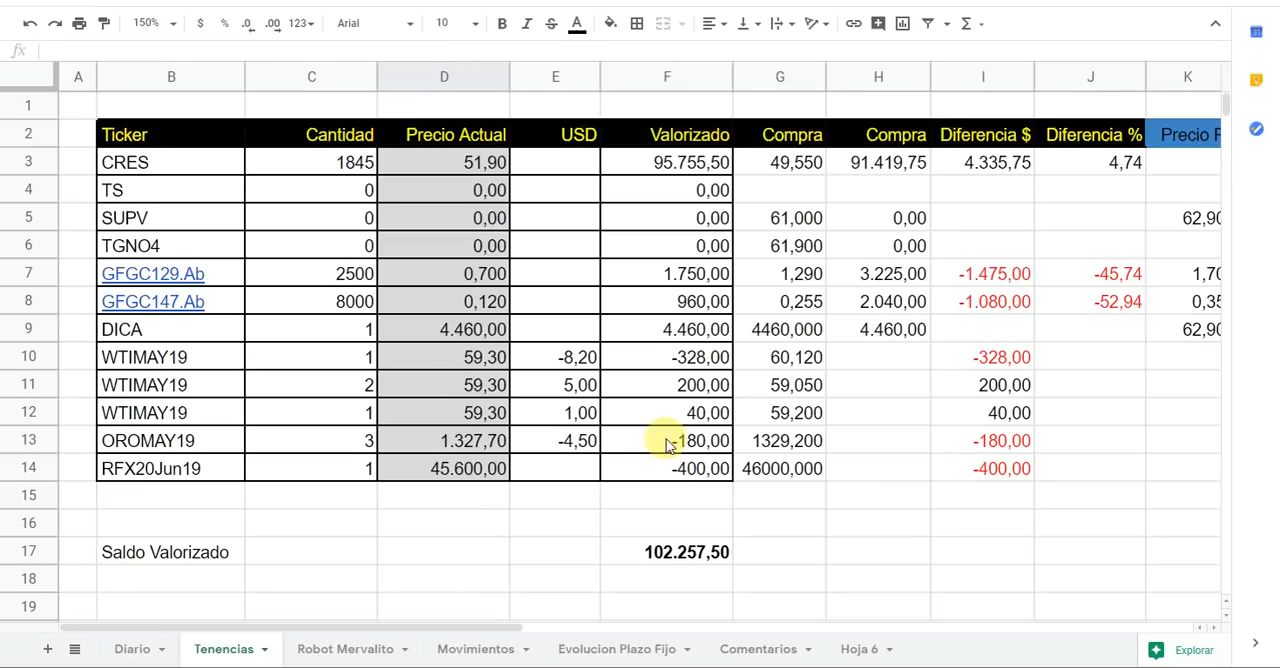 150% $ % .0 .00 123 Arial 10 B I S A Σ
fx
31
A B C D E F G H I J K
1
2 Ticker Cantidad Precio Actual USD Valorizado Compra Compra Diferencia $ Diferencia % Precio F
3 CRES 1845 51,90 95.755,50 49,550 91.419,75 4.335,75 4,74
4 TS 0 0,00 0,00
5 SUPV 0 0,00 0,00 61,000 0,00 62,90
6 TGNO4 0 0,00 0,00 61,900 0,00
7 GFGC129.Ab 2500 0,700 1.750,00 1.290 3.225,00 -1.475,00 -45,74 1,70
8 GFGC147.Ab 8000 0,120 960,00 0,255 2.040,00 -1.080,00 -52,94 0,35
9 DICA 1 4.460,00 4.460,00 4460,000 4.460,00 62,90
10 WTIMAY19 1 59,30 -8,20 -328,00 60,120 -328,00
11 WTIMAY19 2 59,30 5,00 200,00 59,050 200,00
12 WTIMAY19 1 59,30 1,00 40,00 59,200 40,00
13 OROMAY19 3 1.327,70 -4,50 -180,00 1329,200 -180,00
14 RFX20Jun19 1 45.600,00 -400,00 46000,000 -400,00
15
16
17 Saldo Valorizado 102.257,50
18
19
+ Diario Tenencias Robot Mervalito Movimientos Evolucion Plazo Fijo Comentarios Hoja 6 Explorar